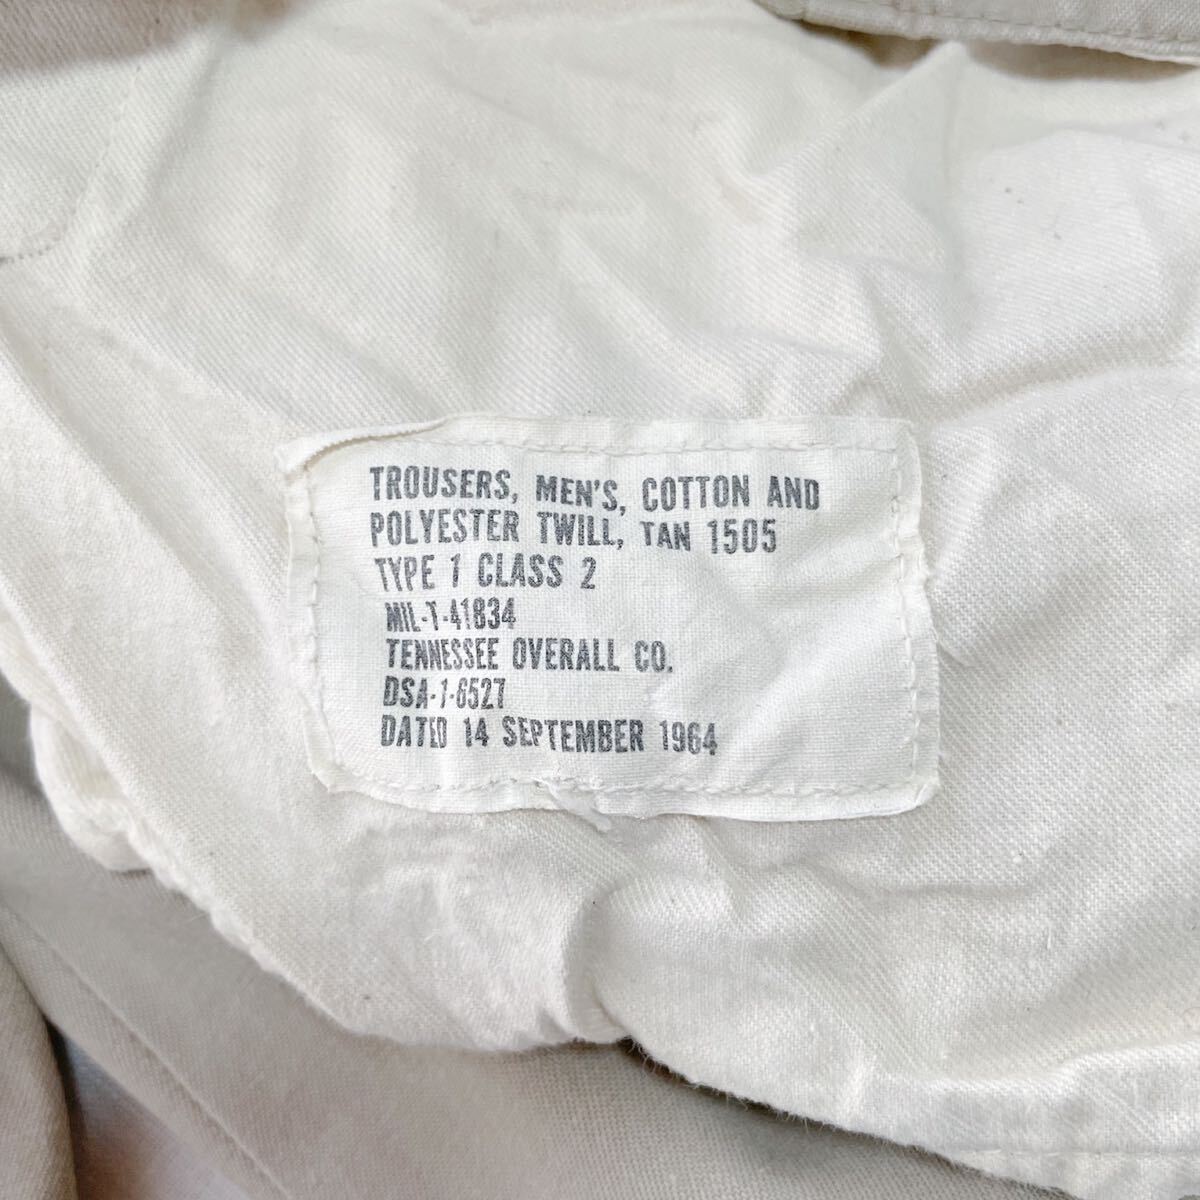 TROUSERS, MEN'S, COTTON AND
POLYESTER TWILL, TAN 1505
TYPE 1 CLASS 2
MIL-T-41834
TENNESSEE OVERALL CO.
DSA-1-6527
DATED 14 SEPTEMBER 1964